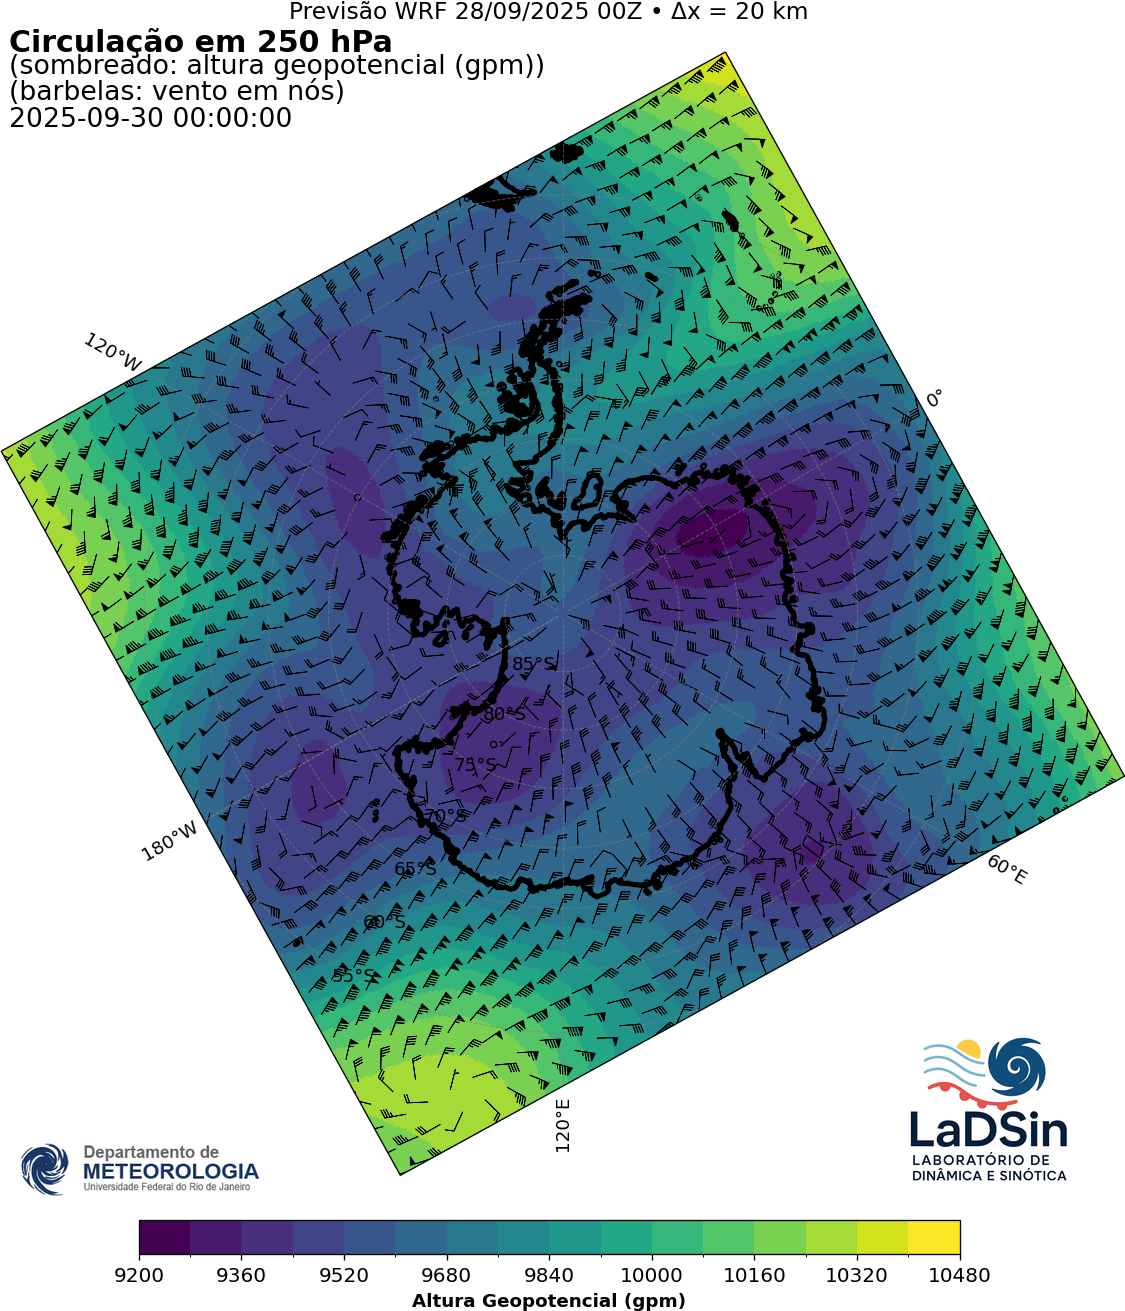 Previsão WRF 28/09/2025 00Z • Δx = 20 km
Circulação em 250 hPa
(sombreado: altura geopotencial (gpm))
(barbelas: vento em nós)
2025-09-30 00:00:00
120°W
0°
85°S
80°S
75°S
70°S
65°S
60°S
55°S
180°W
60°E
120°E
LaDSin
LABORATÓRIO DE
DINÂMICA E SINÓTICA
Departamento de
METEOROLOGIA
Universidade Federal do Rio de Janeiro
9200 9360 9520 9680 9840 10000 10160 10320 10480
Altura Geopotencial (gpm)